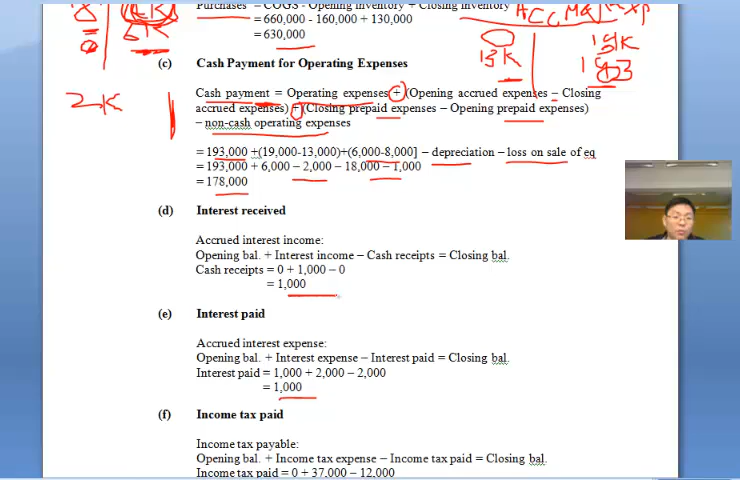 Purchases = COGS - Opening inventory + Closing inventory
= 660,000 - 160,000 + 130,000
= 630,000
13K
2K
(c) Cash Payment for Operating Expenses
Cash payment = Operating expenses + (Opening accrued expenses – Closing
accrued expenses) + (Closing prepaid expenses – Opening prepaid expenses)
– non-cash operating expenses
= 193,000 +(19,000-13,000)+(6,000-8,000] – depreciation – loss on sale of eq
= 193,000 + 6,000 – 2,000 – 18,000 – 1,000
= 178,000
(d) Interest received
Accrued interest income:
Opening bal. + Interest income – Cash receipts = Closing bal.
Cash receipts = 0 + 1,000 – 0
= 1,000
(e) Interest paid
Accrued interest expense:
Opening bal. + Interest expense – Interest paid = Closing bal.
Interest paid = 1,000 + 2,000 – 2,000
= 1,000
(f) Income tax paid
Income tax payable:
Opening bal. + Income tax expense – Income tax paid = Closing bal.
Income tax paid = 0 + 37,000 – 12,000